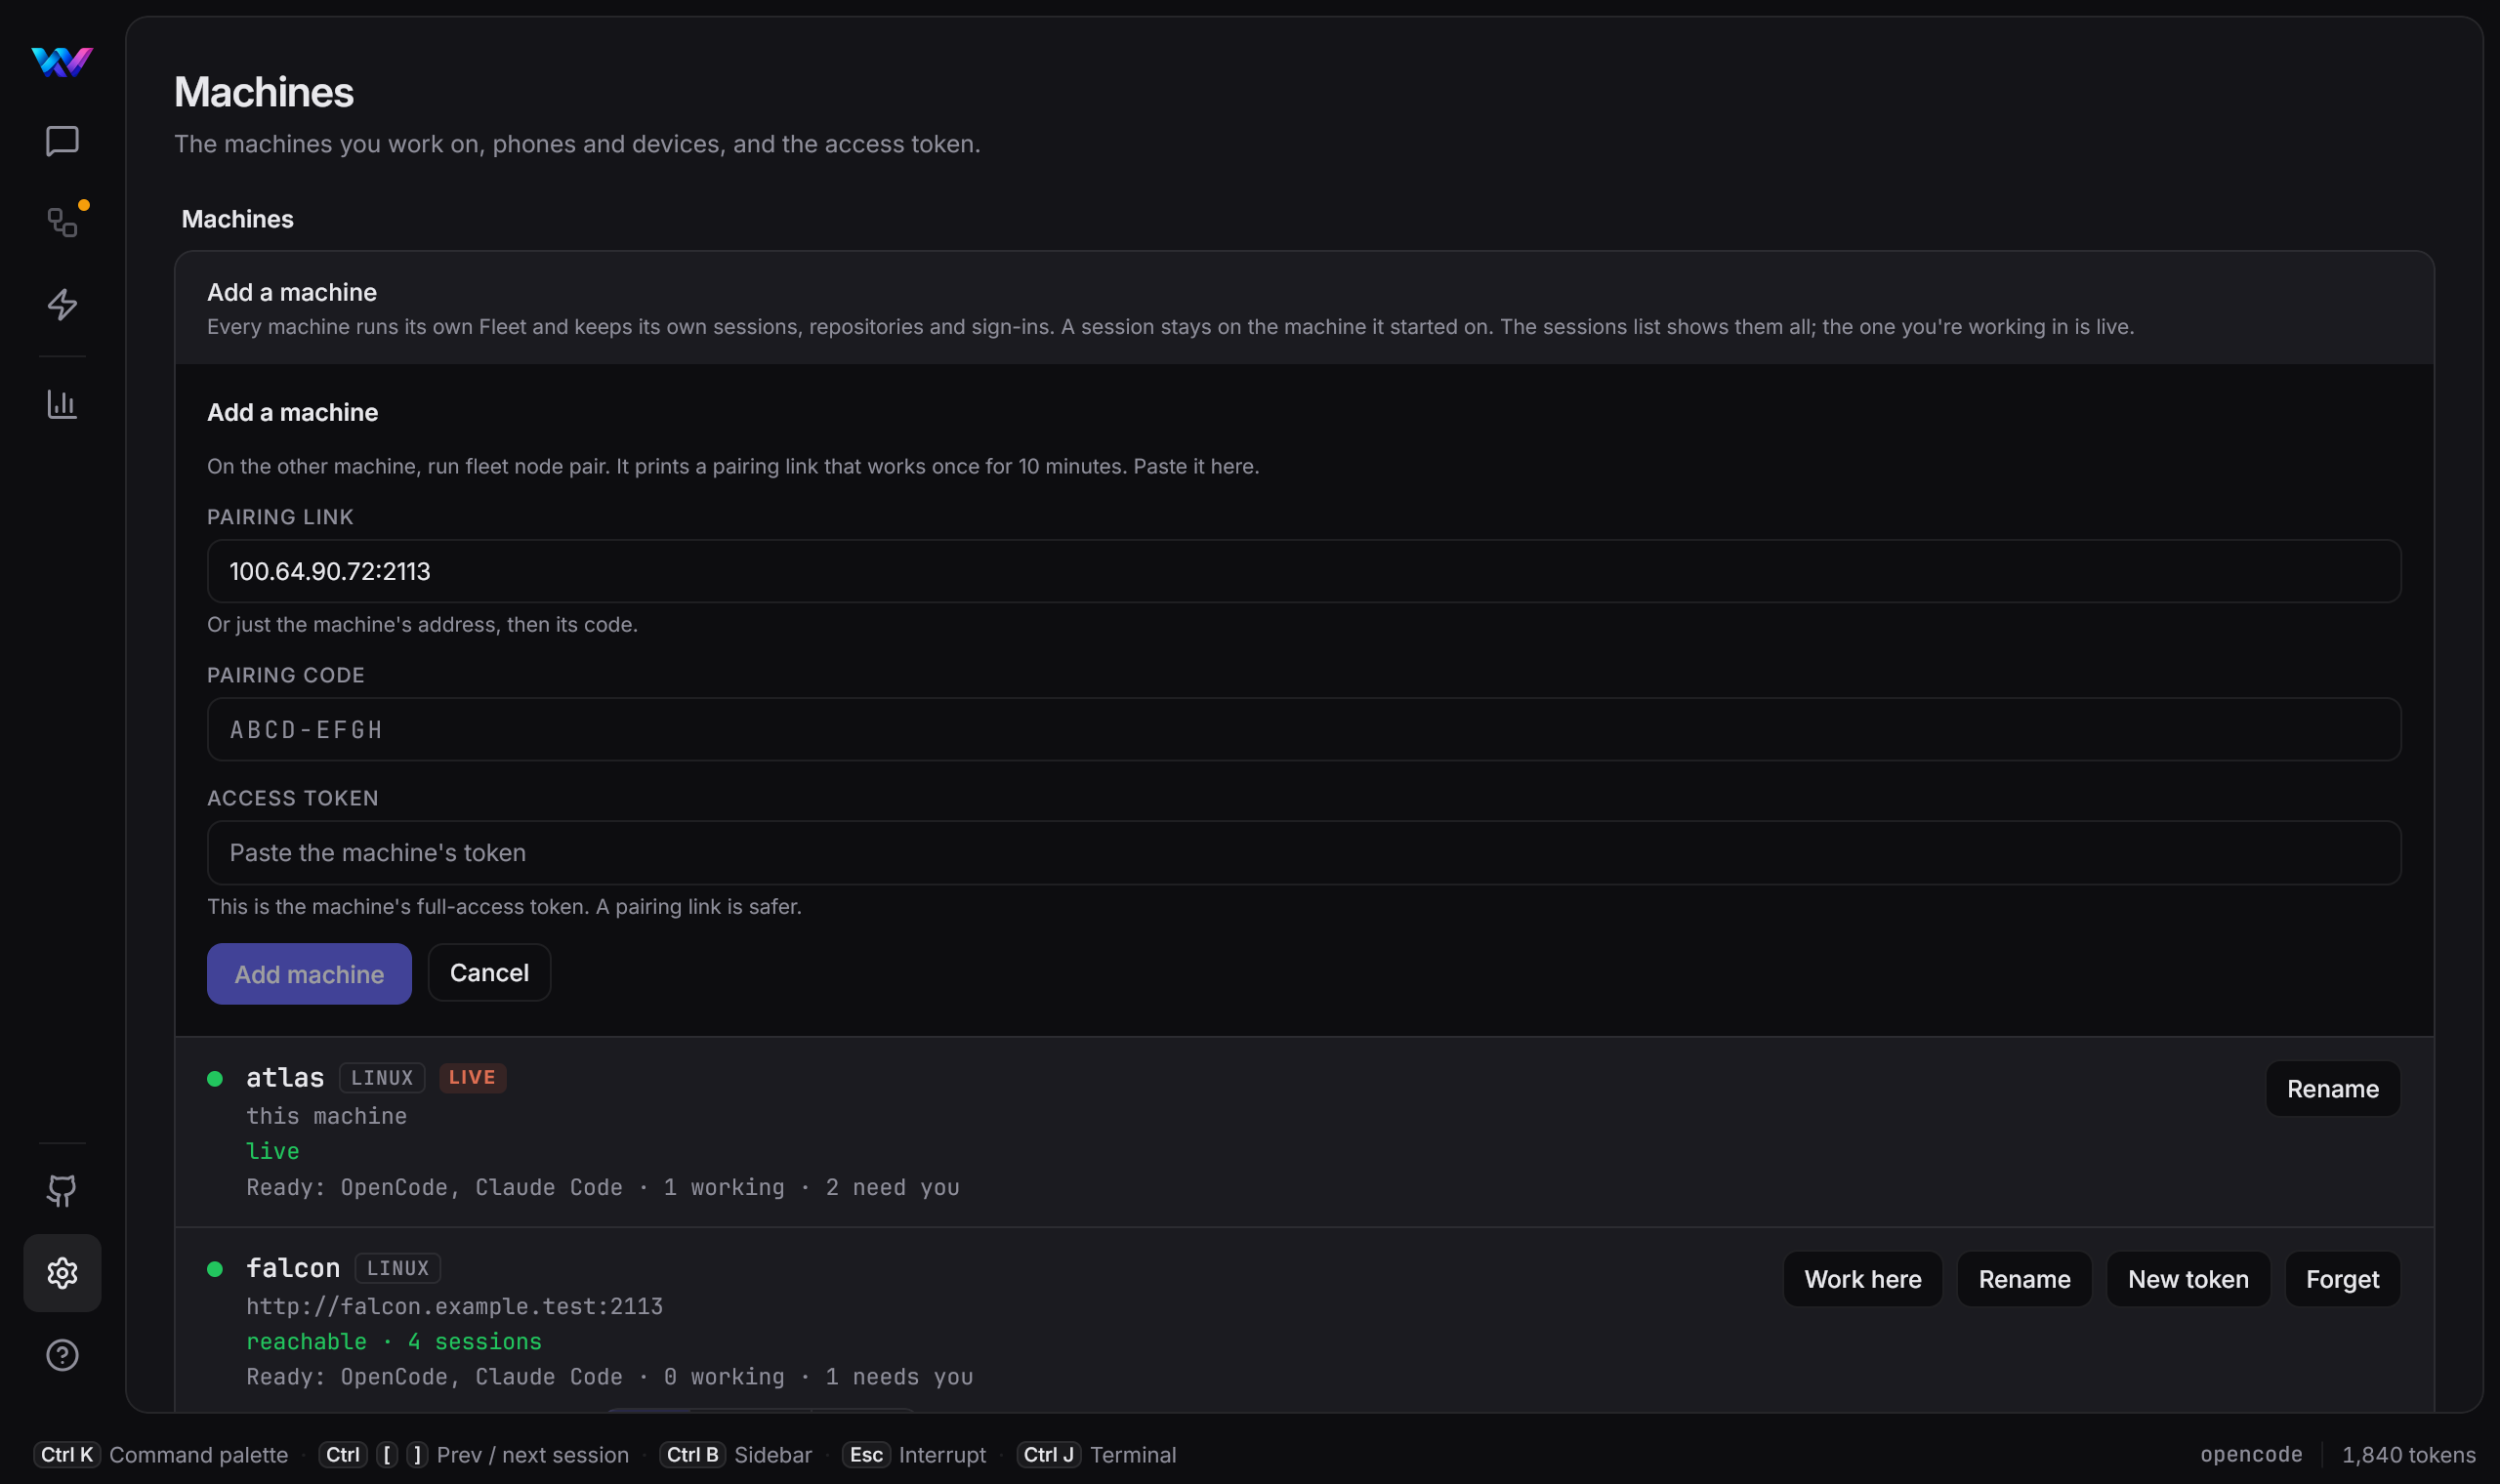 Machines
The machines you work on, phones and devices, and the access token.
Machines
Add a machine
Every machine runs its own Fleet and keeps its own sessions, repositories and sign-ins. A session stays on the machine it started on. The sessions list shows them all; the one you're working in is live.
Add a machine
On the other machine, run fleet node pair. It prints a pairing link that works once for 10 minutes. Paste it here.
PAIRING LINK
100.64.90.72:2113
Or just the machine's address, then its code.
PAIRING CODE
ABCD-EFGH
ACCESS TOKEN
Paste the machine's token
This is the machine's full-access token. A pairing link is safer.
Add machine Cancel
atlas LINUX LIVE Rename
this machine
live
Ready: OpenCode, Claude Code · 1 working · 2 need you
falcon LINUX Work here Rename New token Forget
http://falcon.example.test:2113
reachable · 4 sessions
Ready: OpenCode, Claude Code · 0 working · 1 needs you
Ctrl K Command palette · Ctrl [ ] Prev / next session · Ctrl B Sidebar · Esc Interrupt · Ctrl J Terminal opencode 1,840 tokens